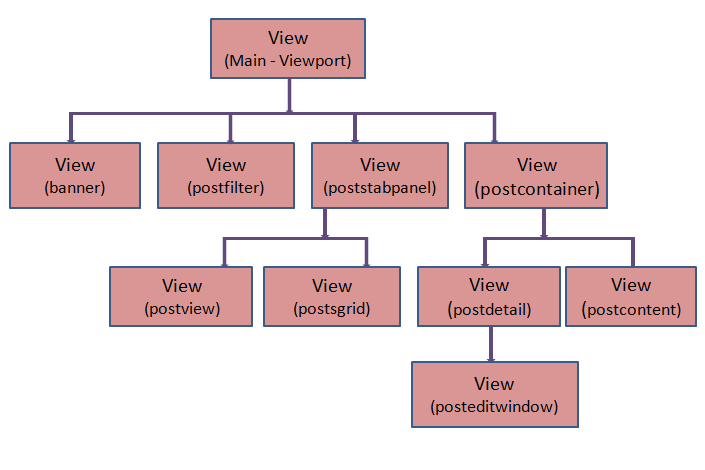 View
(Main - Viewport)
View
(banner)
View
(postfilter)
View
(poststabpanel)
View
(postcontainer)
View
(postview)
View
(postsgrid)
View
(postdetail)
View
(postcontent)
View
(posteditwindow)